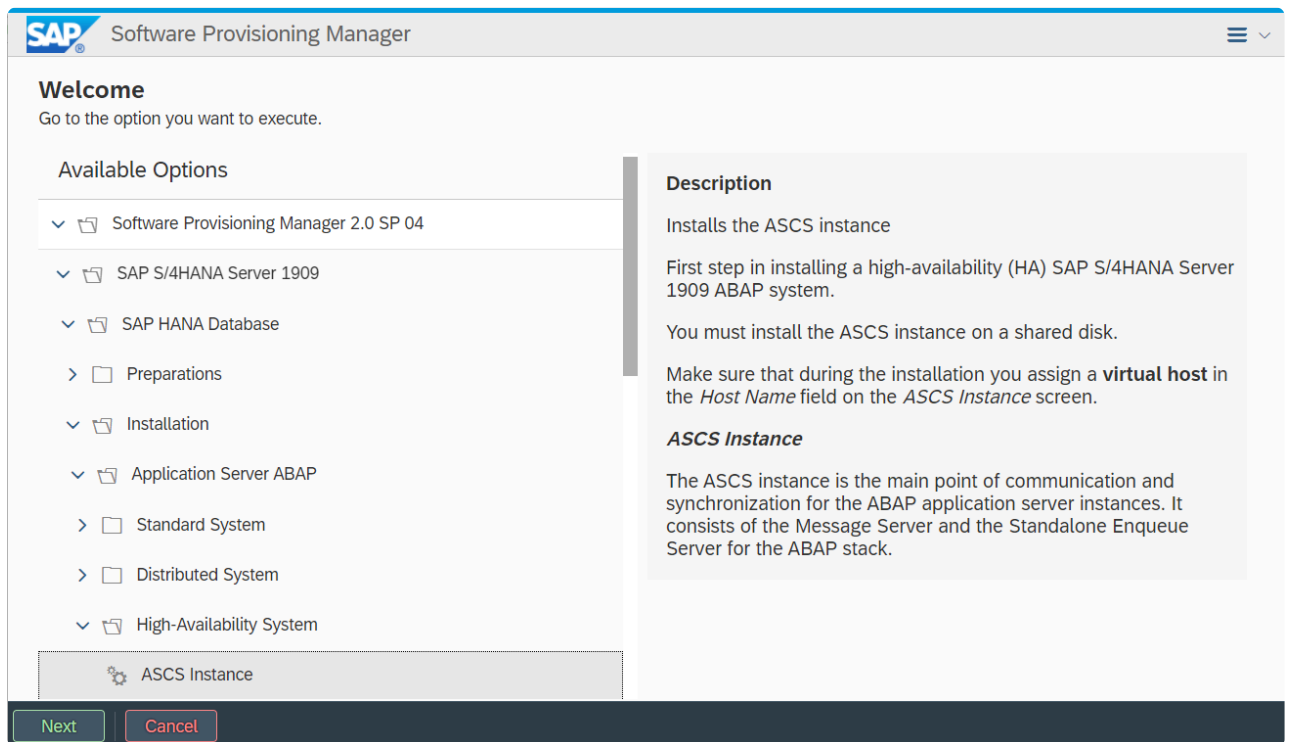 SAP® Software Provisioning Manager
Welcome
Go to the option you want to execute.
Available Options
Software Provisioning Manager 2.0 SP 04
SAP S/4HANA Server 1909
SAP HANA Database
Preparations
Installation
Application Server ABAP
Standard System
Distributed System
High-Availability System
ASCS Instance
Description
Installs the ASCS instance
First step in installing a high-availability (HA) SAP S/4HANA Server
1909 ABAP system.
You must install the ASCS instance on a shared disk.
Make sure that during the installation you assign a virtual host in
the Host Name field on the ASCS Instance screen.
ASCS Instance
The ASCS instance is the main point of communication and
synchronization for the ABAP application server instances. It
consists of the Message Server and the Standalone Enqueue
Server for the ABAP stack.
Next
Cancel